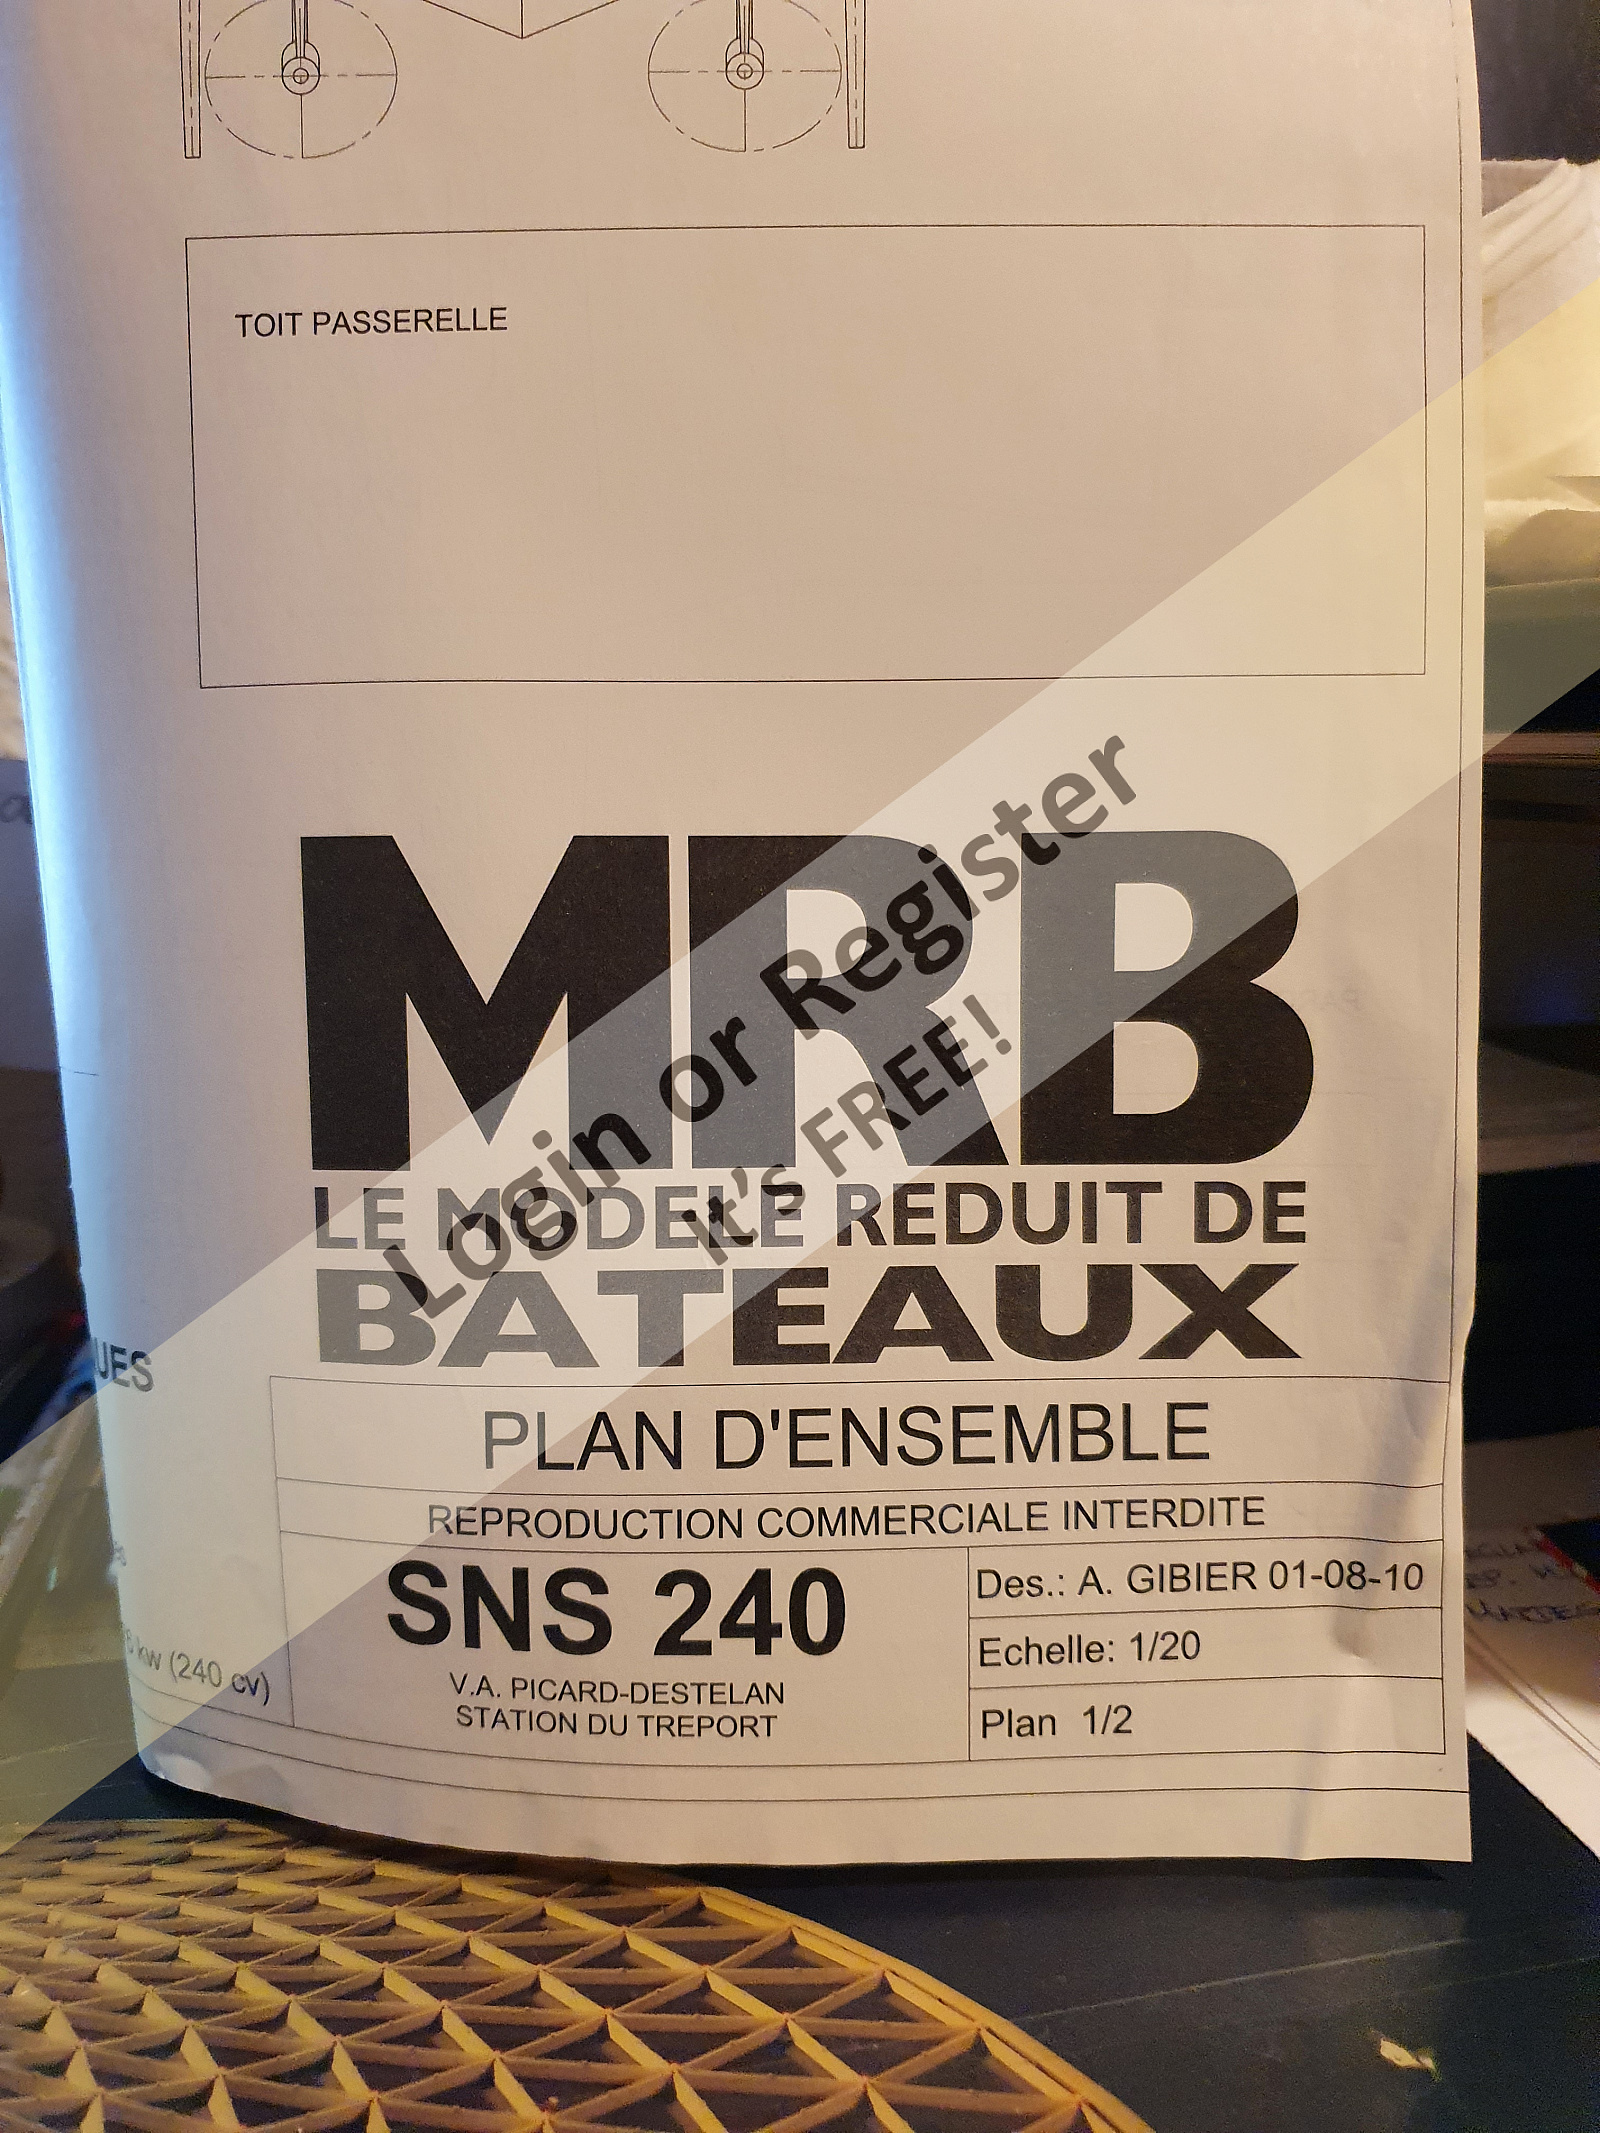 TOIT PASSERELLE
MRB
LE MODELE REDUIT DE
BATEAUX
Login or Register
it's FREE!
UES
PLAN D'ENSEMBLE
REPRODUCTION COMMERCIALE INTERDITE
SNS 240
V.A. PICARD-DESTELAN
STATION DU TREPORT
Des.: A. GIBIER 01-08-10
Echelle: 1/20
Plan 1/2
kw (240 cv)